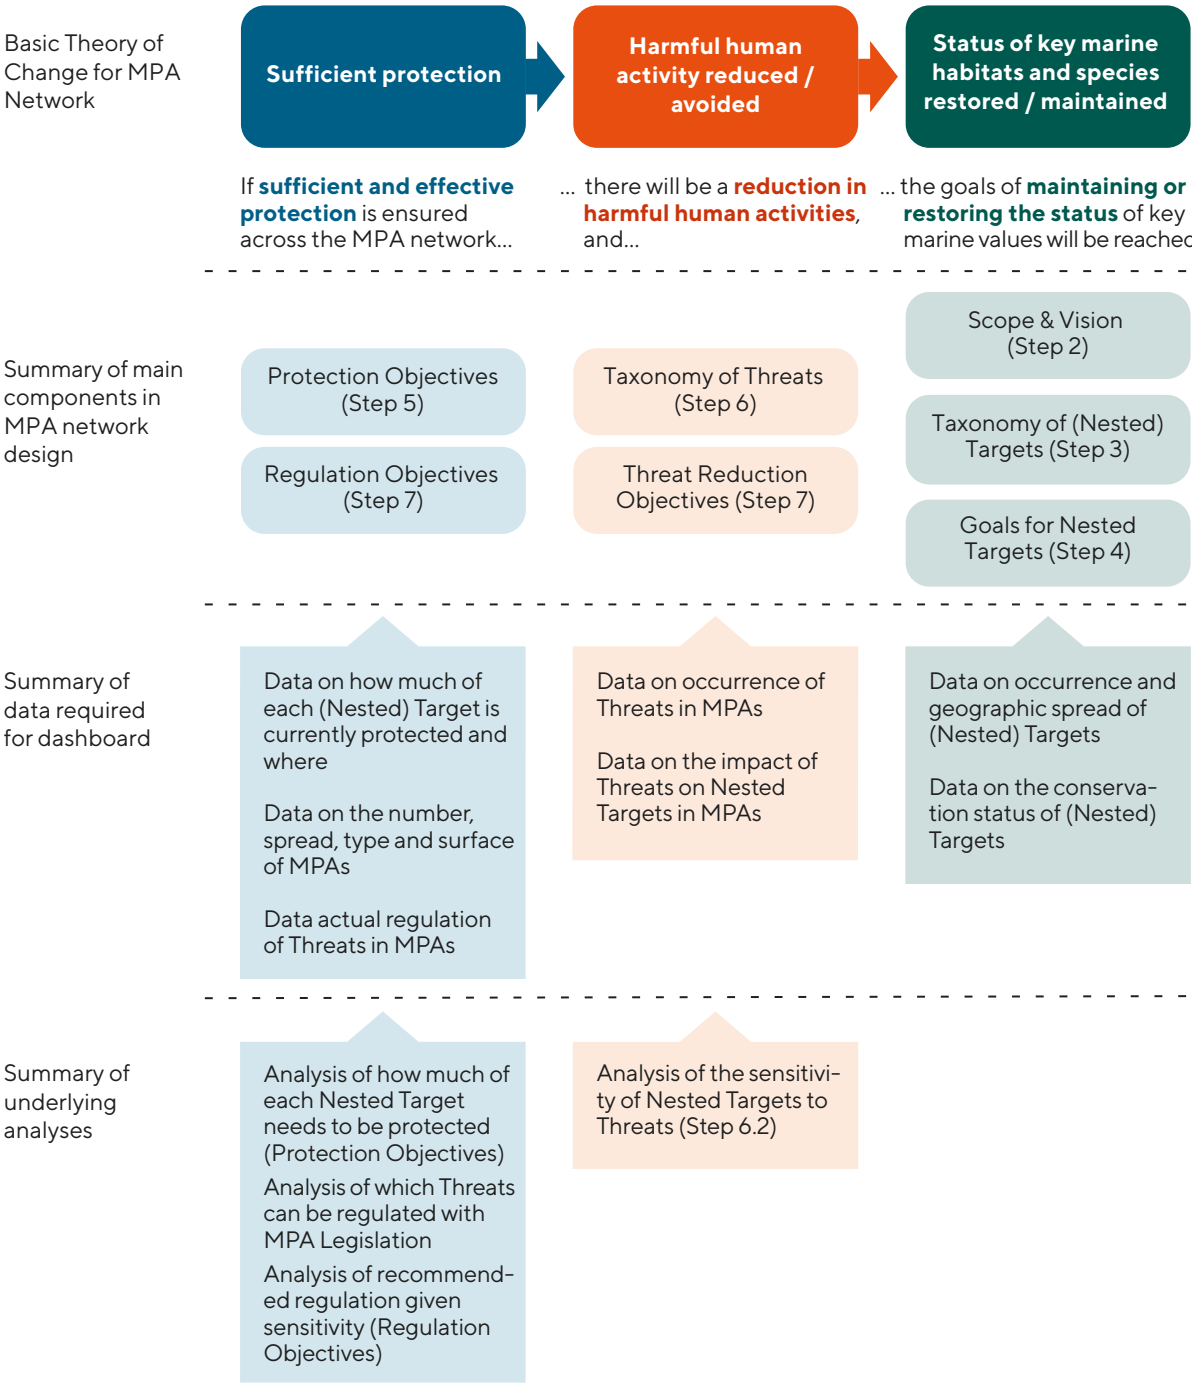 Basic Theory of
Change for MPA
Network
Sufficient protection
Harmful human
activity reduced /
avoided
Status of key marine
habitats and species
restored / maintained
If sufficient and effective
protection is ensured
across the MPA network...
... there will be a reduction in
harmful human activities,
and...
... the goals of maintaining or
restoring the status of key
marine values will be reached
Summary of main
components in
MPA network
design
Protection Objectives
(Step 5)
Regulation Objectives
(Step 7)
Taxonomy of Threats
(Step 6)
Threat Reduction
Objectives (Step 7)
Scope & Vision
(Step 2)
Taxonomy of (Nested)
Targets (Step 3)
Goals for Nested
Targets (Step 4)
Summary of
data required
for dashboard
Data on how much of
each (Nested) Target is
currently protected and
where
Data on the number,
spread, type and surface
of MPAs
Data actual regulation
of Threats in MPAs
Data on occurrence of
Threats in MPAs
Data on the impact of
Threats on Nested
Targets in MPAs
Data on occurrence and
geographic spread of
(Nested) Targets
Data on the conserva-
tion status of (Nested)
Targets
Summary of
underlying
analyses
Analysis of how much of
each Nested Target
needs to be protected
(Protection Objectives)
Analysis of which Threats
can be regulated with
MPA Legislation
Analysis of recommend-
ed regulation given
sensitivity (Regulation
Objectives)
Analysis of the sensitivi-
ty of Nested Targets to
Threats (Step 6.2)